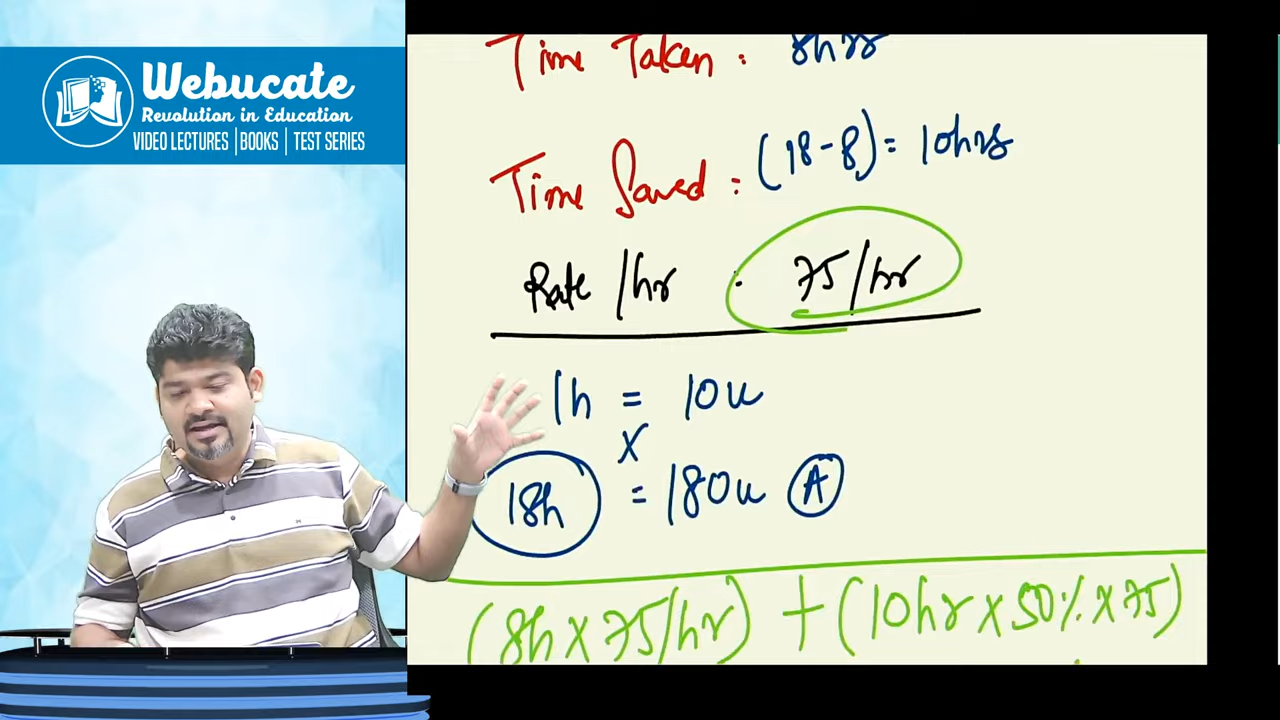 Webucate
Revolution in Education
VIDEO LECTURES | BOOKS | TEST SERIES
Time Taken : 8hrs
Time Saved : (18-8) = 10hrs
Rate /hr : 75/hr
1h = 10u
x
18h = 180u A
(8h x 75/hr) + (10hr x 50% x 75)